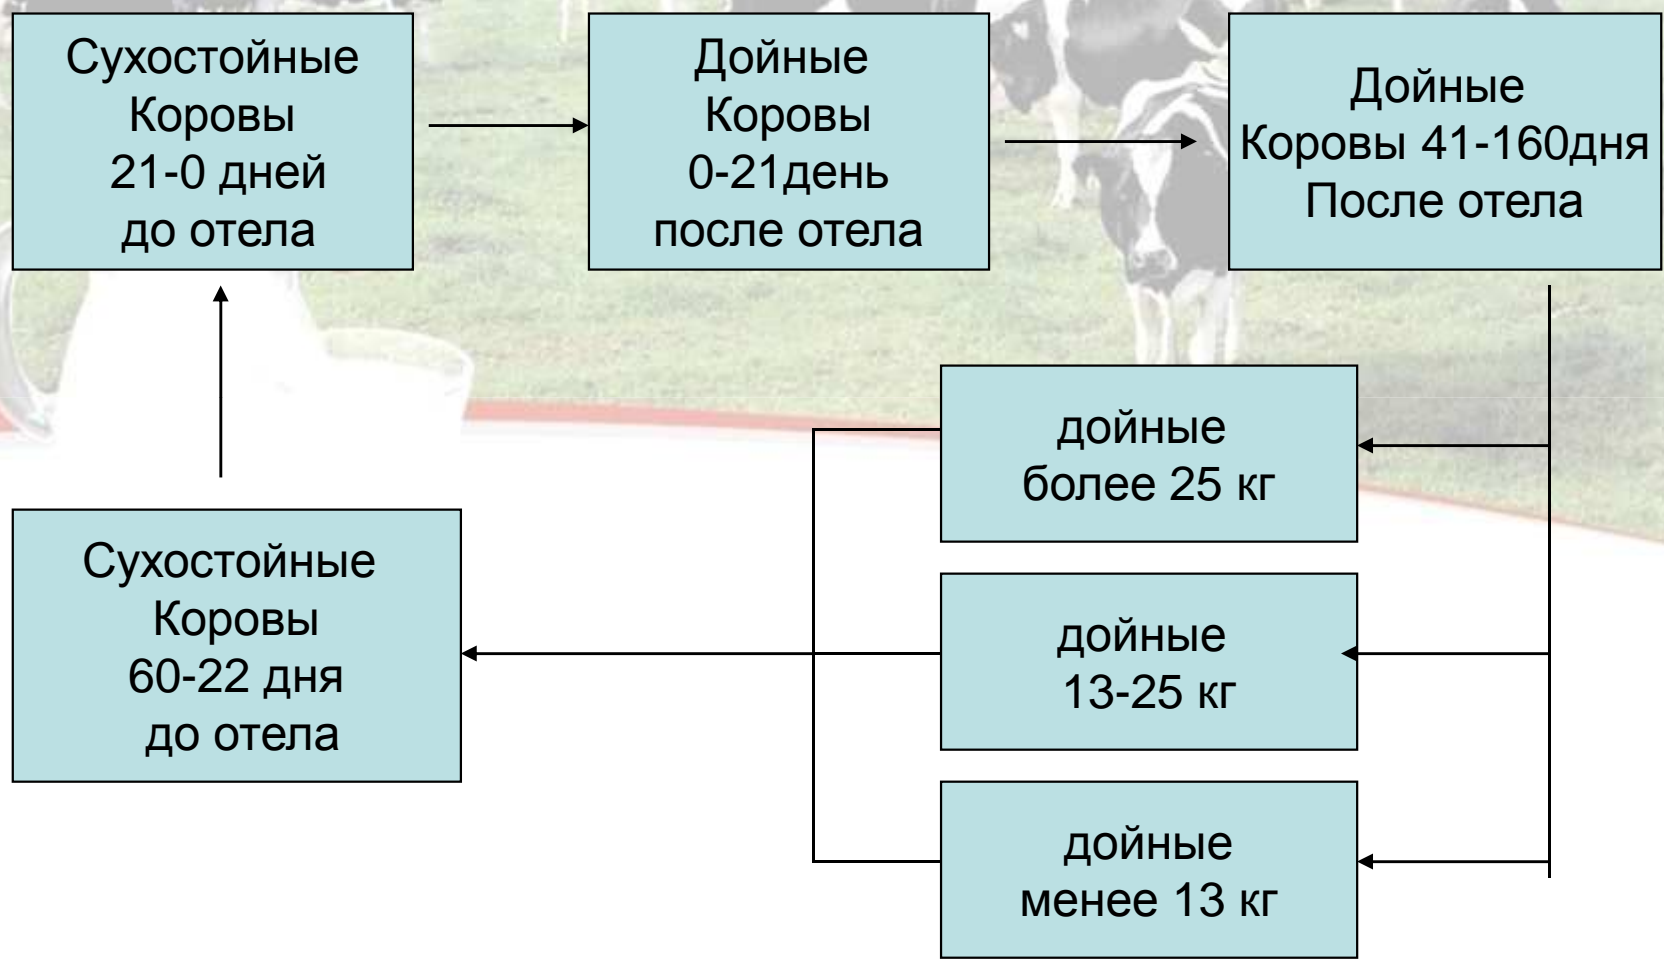 Сухостойные
Коровы
21-0 дней
до отела
Дойные
Коровы
0-21день
после отела
Дойные
Коровы 41-160дня
После отела
дойные
более 25 кг
дойные
13-25 кг
дойные
менее 13 кг
Сухостойные
Коровы
60-22 дня
до отела